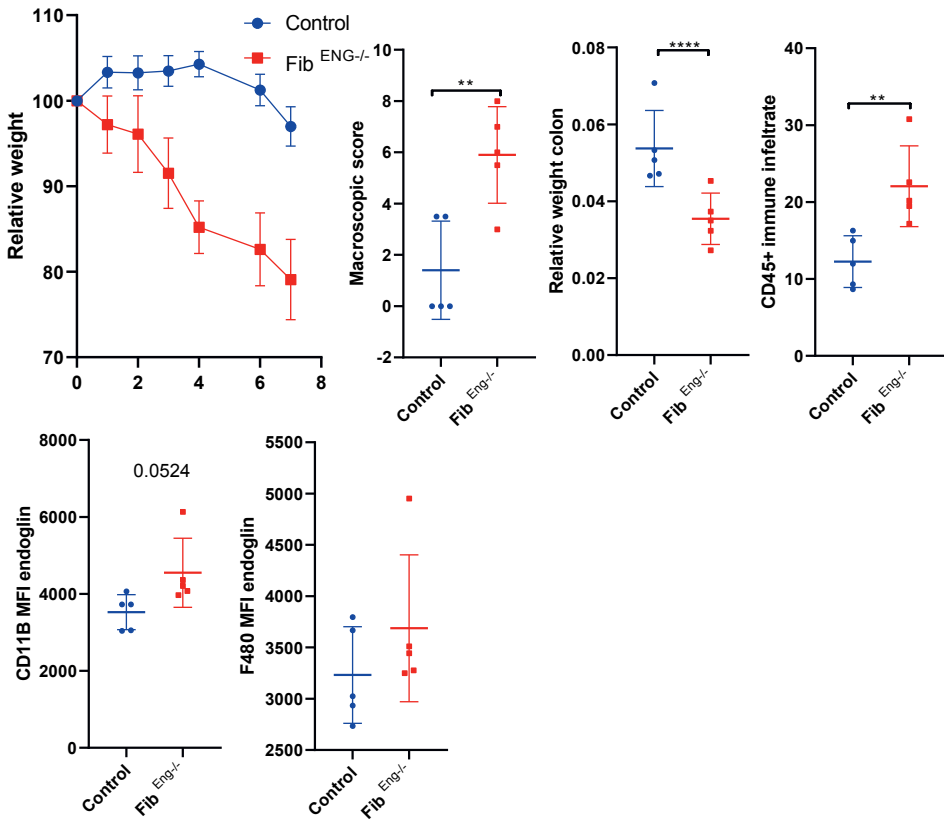 Control
Fib ENG-/-
Relative weight
110
100
90
80
70
0
2
4
6
8
Macroscopic score
10
8
6
4
2
0
-2
**
Control
Fib Eng-/-
Relative weight colon
0.08
0.06
0.04
0.02
0.00
****
Control
Fib Eng-/-
CD45+ immune infeltrate
40
30
20
10
0
**
Control
Fib Eng-/-
CD11B MFI endoglin
8000
6000
4000
2000
0
0.0524
Control
Fib Eng-/-
F480 MFI endoglin
5500
5000
4500
4000
3500
3000
2500
Control
Fib Eng-/-